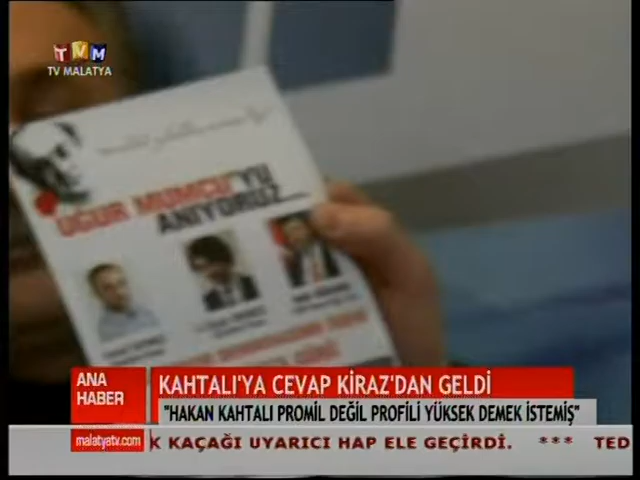 TVM
TV MALATYA
UĞUR MUMCU'YU
ANIYORUZ
ANA
HABER
KAHTALI'YA CEVAP KİRAZ'DAN GELDİ
"HAKAN KAHTALI PROMİL DEĞİL PROFİLİ YÜKSEK DEMEK İSTEMİŞ"
malatyatv.com
K KAÇAĞI UYARICI HAP ELE GEÇİRDİ. *** TED